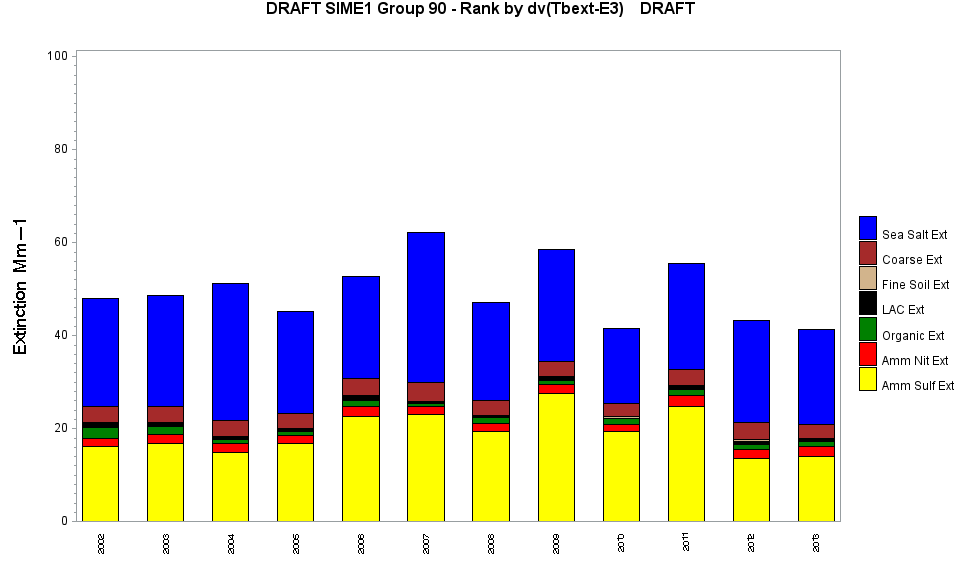 DRAFT SIME1 Group 90 - Rank by dv(Tbext-E3) DRAFT
100
80
60
40
20
0
Extinction Mm—1
2002
2003
2004
2005
2006
2007
2008
2009
2010
2011
2012
2013
Sea Salt Ext
Coarse Ext
Fine Soil Ext
LAC Ext
Organic Ext
Amm Nit Ext
Amm Sulf Ext